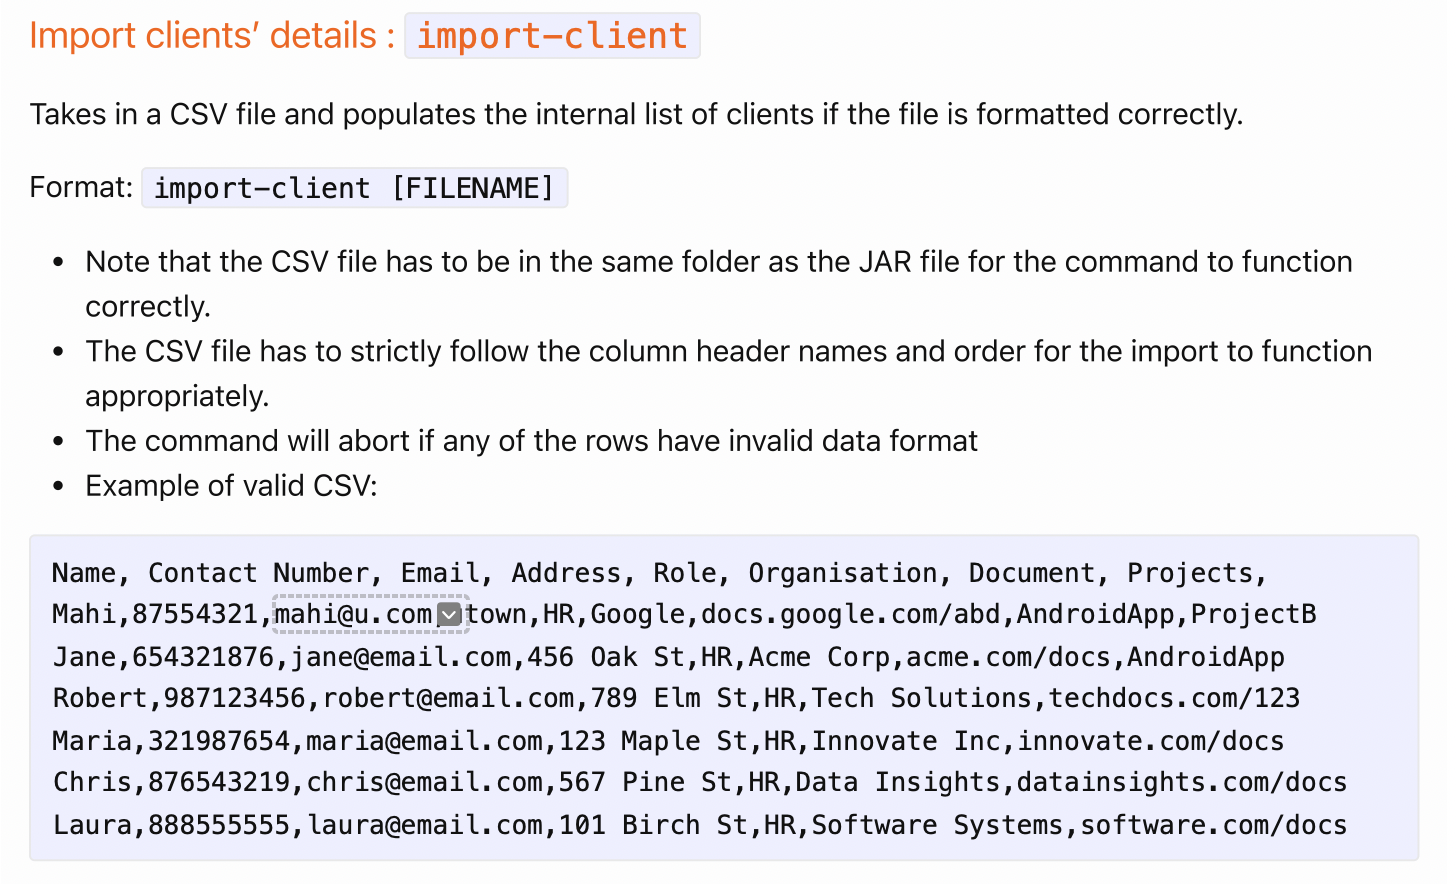 Import clients’ details : import-client
Takes in a CSV file and populates the internal list of clients if the file is formatted correctly.
Format: import-client [FILENAME]
• Note that the CSV file has to be in the same folder as the JAR file for the command to function
correctly.
• The CSV file has to strictly follow the column header names and order for the import to function
appropriately.
• The command will abort if any of the rows have invalid data format
• Example of valid CSV:
Name, Contact Number, Email, Address, Role, Organisation, Document, Projects,
Mahi,87554321,mahi@u.com, town,HR,Google,docs.google.com/abd,AndroidApp,ProjectB
Jane,654321876,jane@email.com,456 Oak St,HR,Acme Corp,acme.com/docs,AndroidApp
Robert,987123456,robert@email.com,789 Elm St,HR,Tech Solutions,techdocs.com/123
Maria,321987654,maria@email.com,123 Maple St,HR,Innovate Inc,innovate.com/docs
Chris,876543219,chris@email.com,567 Pine St,HR,Data Insights,datainsights.com/docs
Laura,888555555,laura@email.com,101 Birch St,HR,Software Systems,software.com/docs